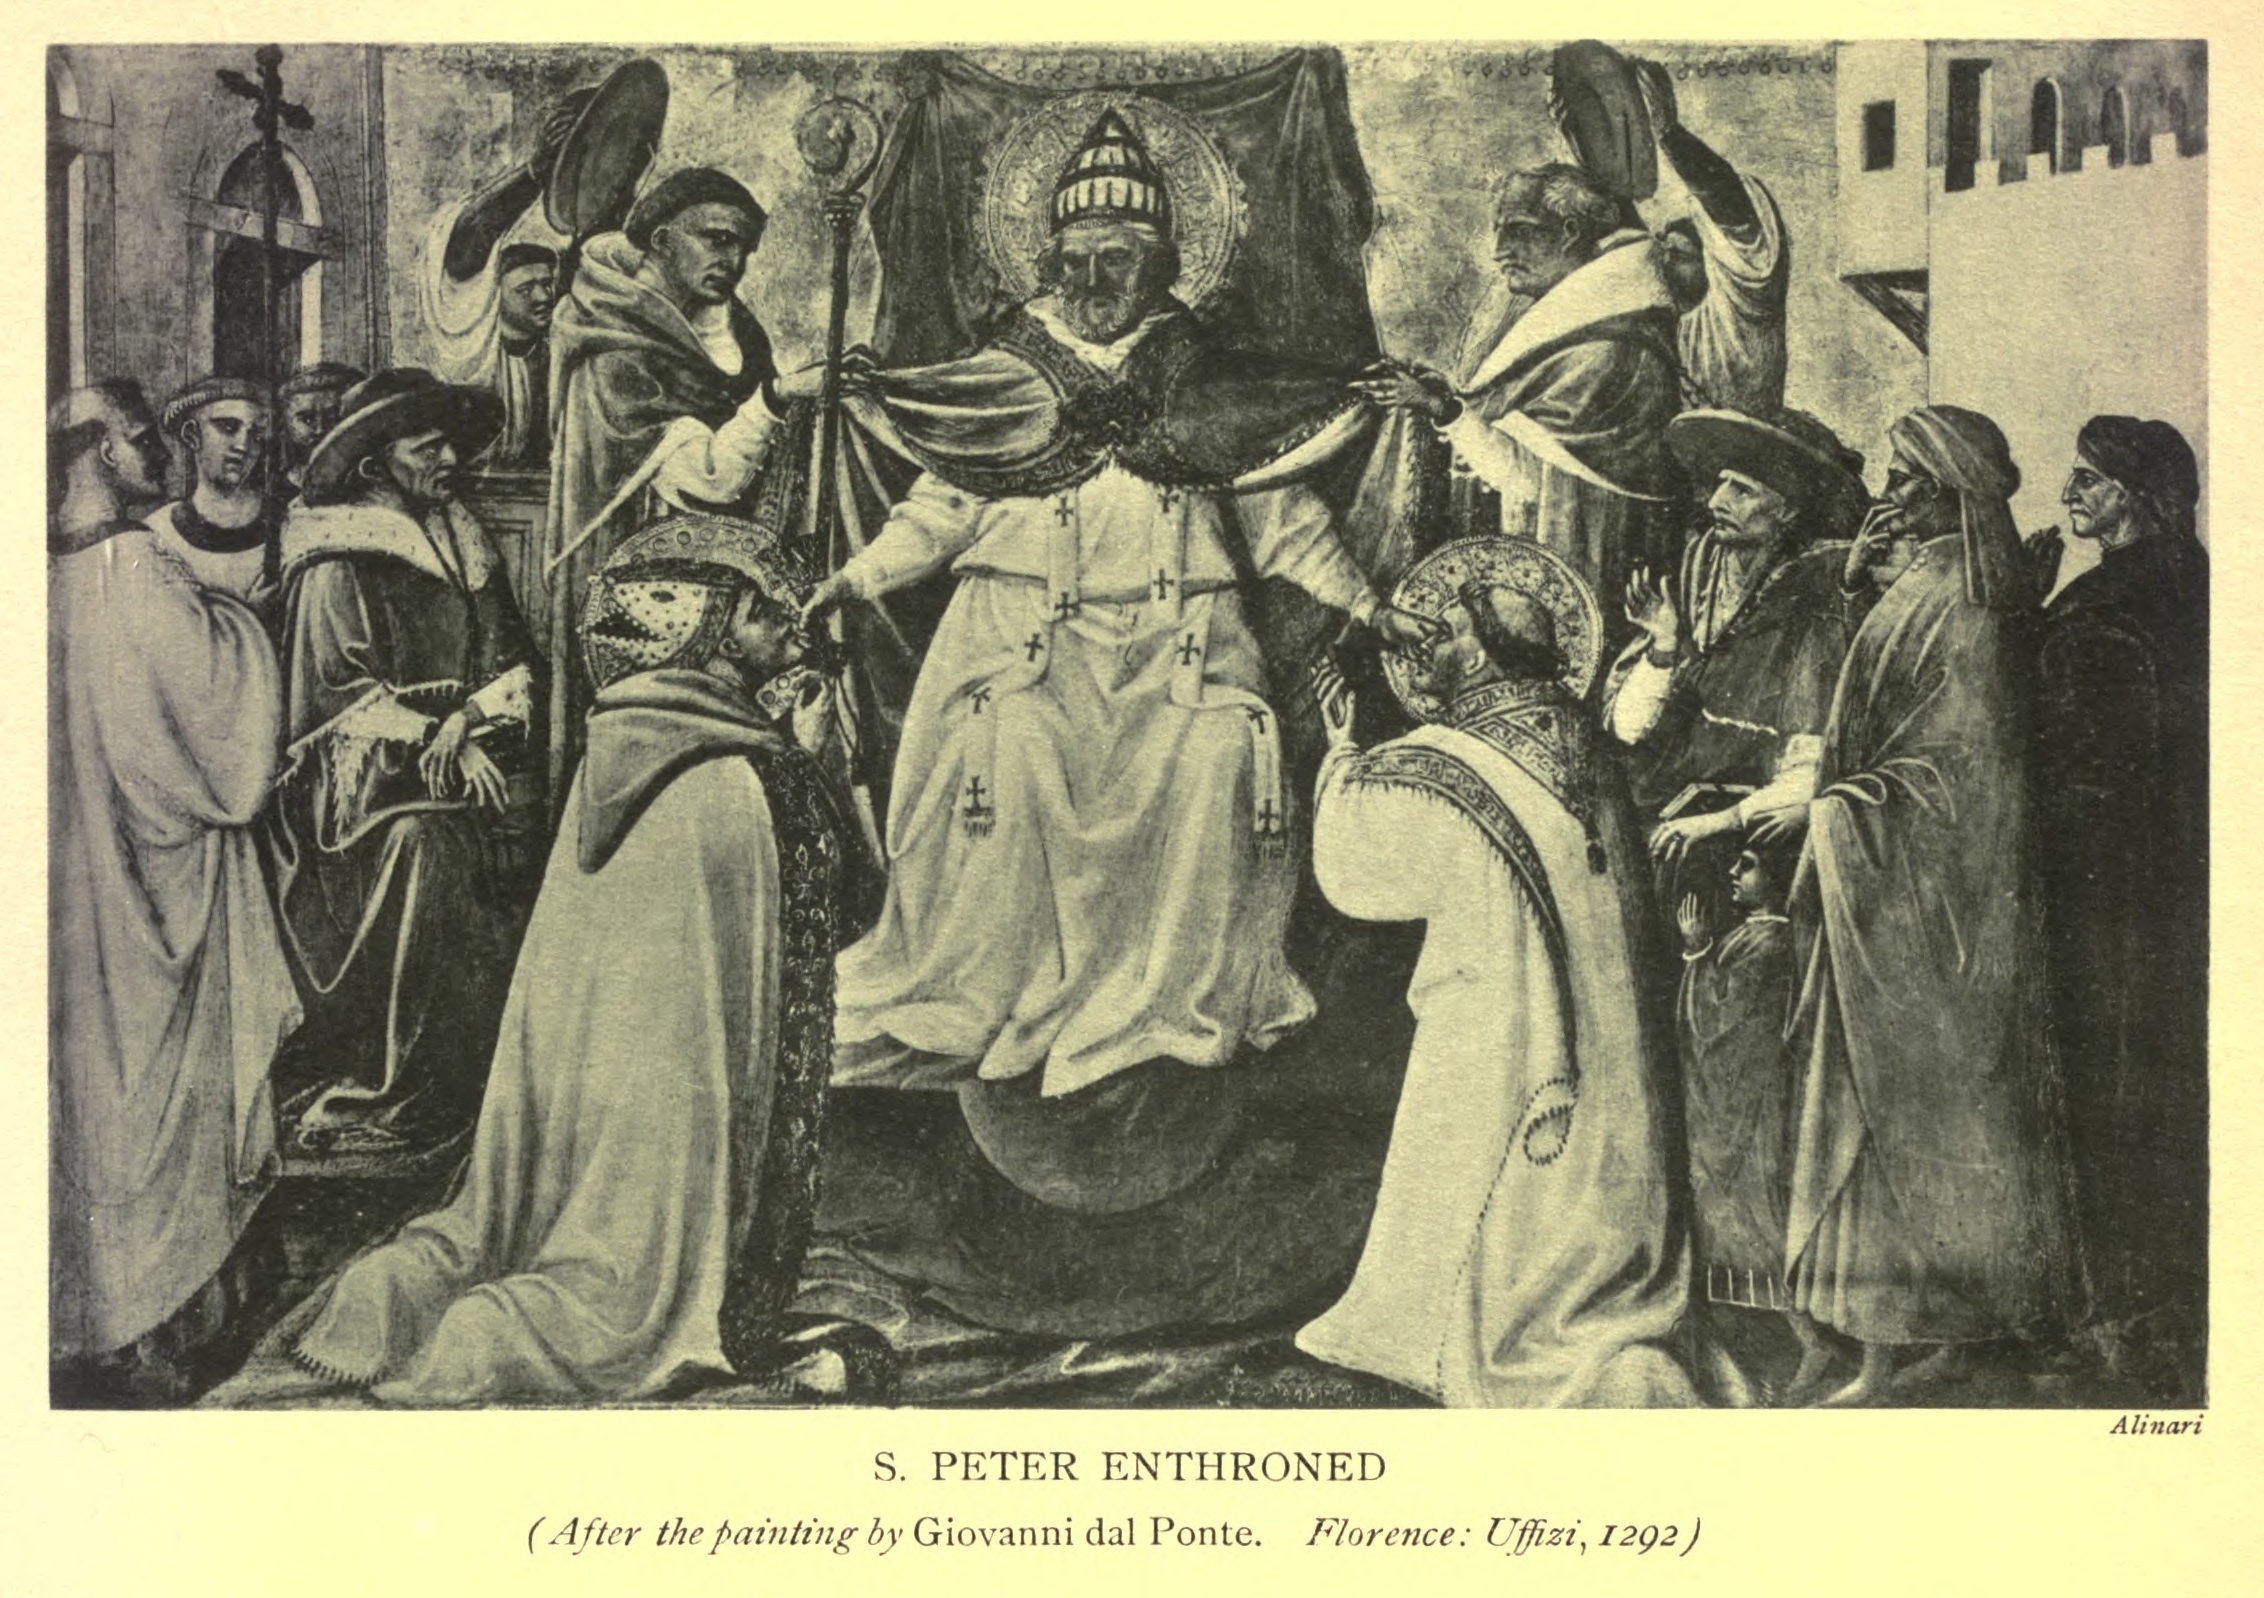 Alinari
S. PETER ENTHRONED
(After the painting by Giovanni dal Ponte. Florence: Uffizi, 1292)